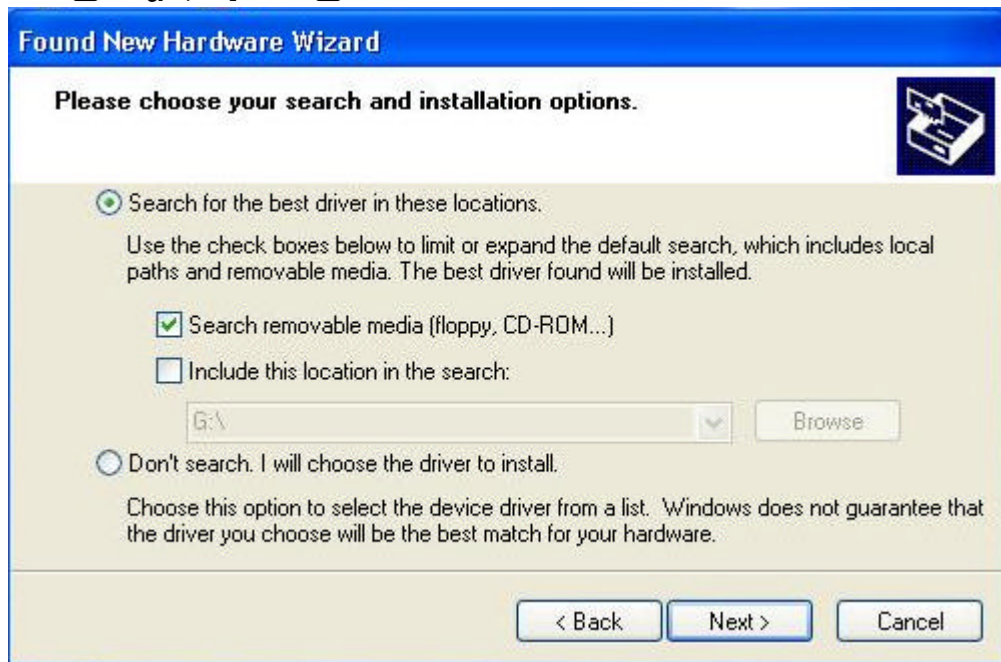 Found New Hardware Wizard
Please choose your search and installation options.
Search for the best driver in these locations.
Use the check boxes below to limit or expand the default search, which includes local
paths and removable media. The best driver found will be installed.
Search removable media (floppy, CD-ROM...)
Include this location in the search:
G:\
Browse
Don't search. I will choose the driver to install.
Choose this option to select the device driver from a list. Windows does not guarantee that
the driver you choose will be the best match for your hardware.
< Back
Next >
Cancel